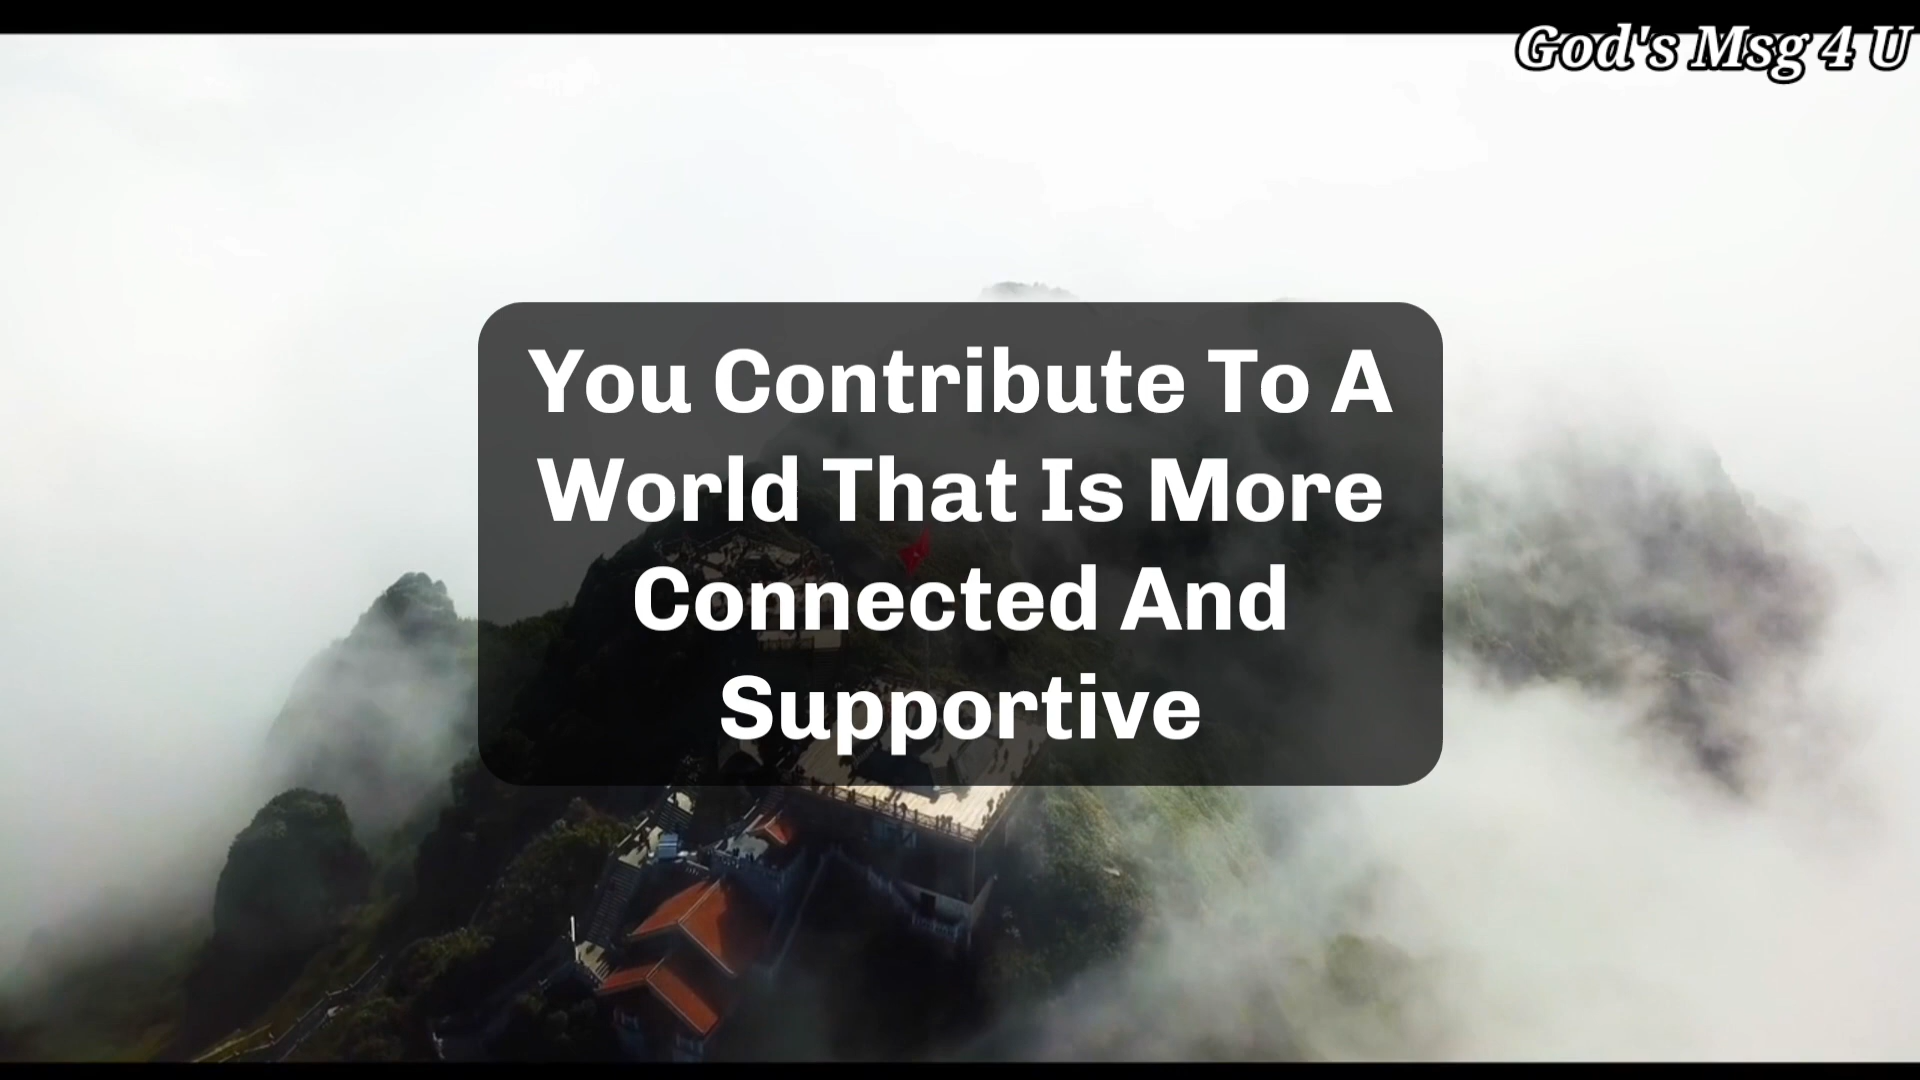 God's Msg 4 U
You Contribute To A
World That Is More
Connected And
Supportive